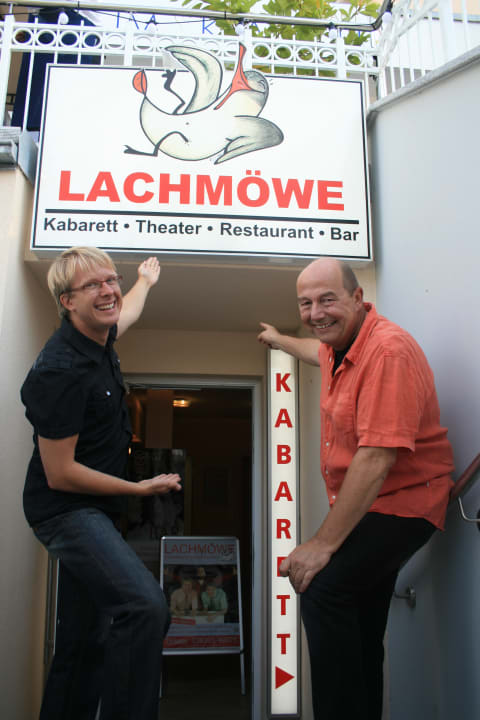 LACHMÖWE
Kabarett • Theater • Restaurant • Bar
KABARETT
LACHMÖWE